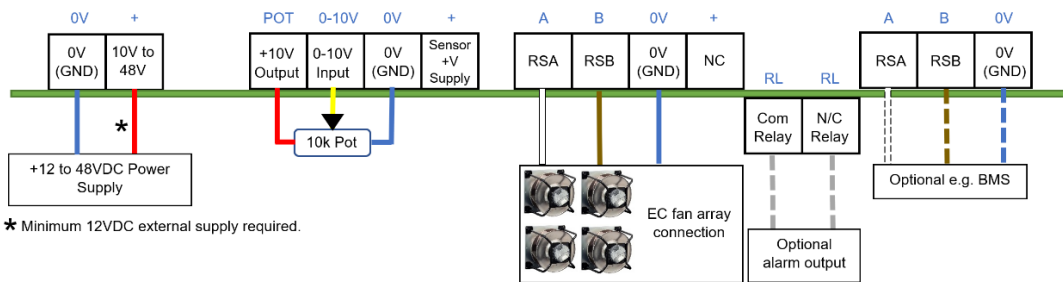 0V +
POT 0-10V 0V +
A B 0V +
A B 0V
0V
(GND)
10V to
48V
+10V
Output
0-10V
Input
0V
(GND)
Sensor
+V
Supply
RSA
RSB
0V
(GND)
NC
RL RL
Com
Relay
N/C
Relay
RSA
RSB
0V
(GND)
*
10k Pot
+12 to 48VDC Power
Supply
* Minimum 12VDC external supply required.
EC fan array
connection
Optional
alarm output
Optional e.g. BMS